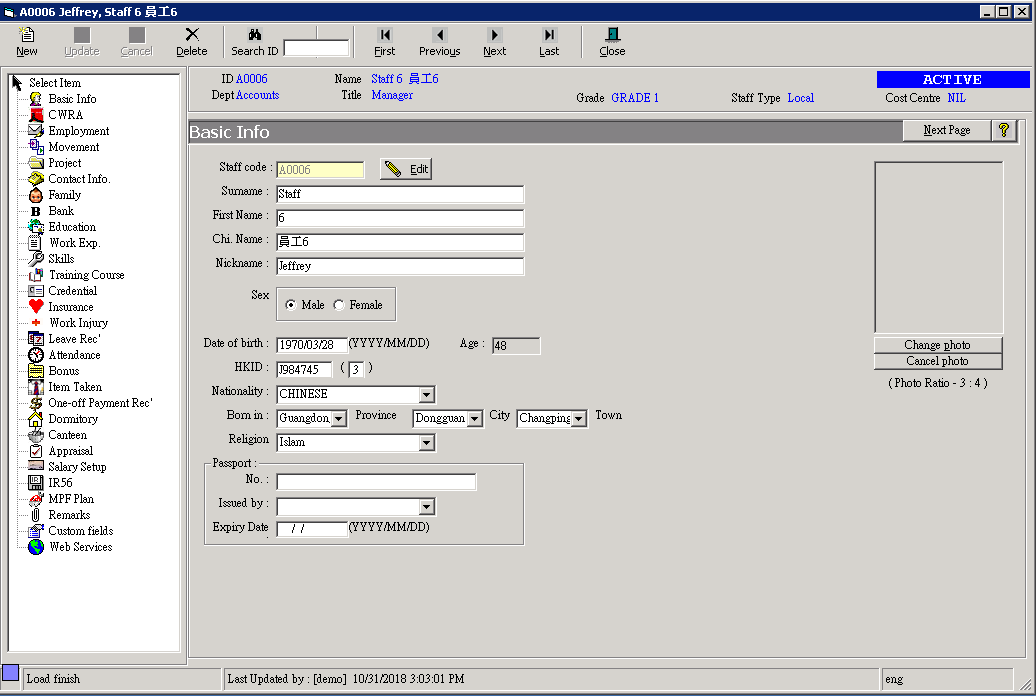 A0006 Jeffrey, Staff 6 員工6
New Update Cancel Delete Search ID First Previous Next Last Close
Select Item
Basic Info
CWRA
Employment
Movement
Project
Contact Info.
Family
Bank
Education
Work Exp.
Skills
Training Course
Credential
Insurance
Work Injury
Leave Rec'
Attendance
Bonus
Item Taken
One-off Payment Rec'
Dormitory
Canteen
Appraisal
Salary Setup
IR56
MPF Plan
Remarks
Custom fields
Web Services
ID A0006 Name Staff 6 員工6 ACTIVE
Dept Accounts Title Manager Grade GRADE 1 Staff Type Local Cost Centre NIL
Basic Info Next Page ?
Staff code : A0006 Edit
Surname : Staff
First Name : 6
Chi. Name : 員工6
Nickname : Jeffrey
Sex Male Female
Date of birth : 1970/03/28 (YYYY/MM/DD) Age : 48
HKID : J984745 ( 3 )
Nationality : CHINESE
Born in : Guangdon Province Dongguan City Changping Town
Religion Islam
Passport :
No. :
Issued by :
Expiry Date : / / (YYYY/MM/DD)
Change photo
Cancel photo
( Photo Ratio - 3 : 4 )
Load finish Last Updated by : [demo] 10/31/2018 3:03:01 PM eng